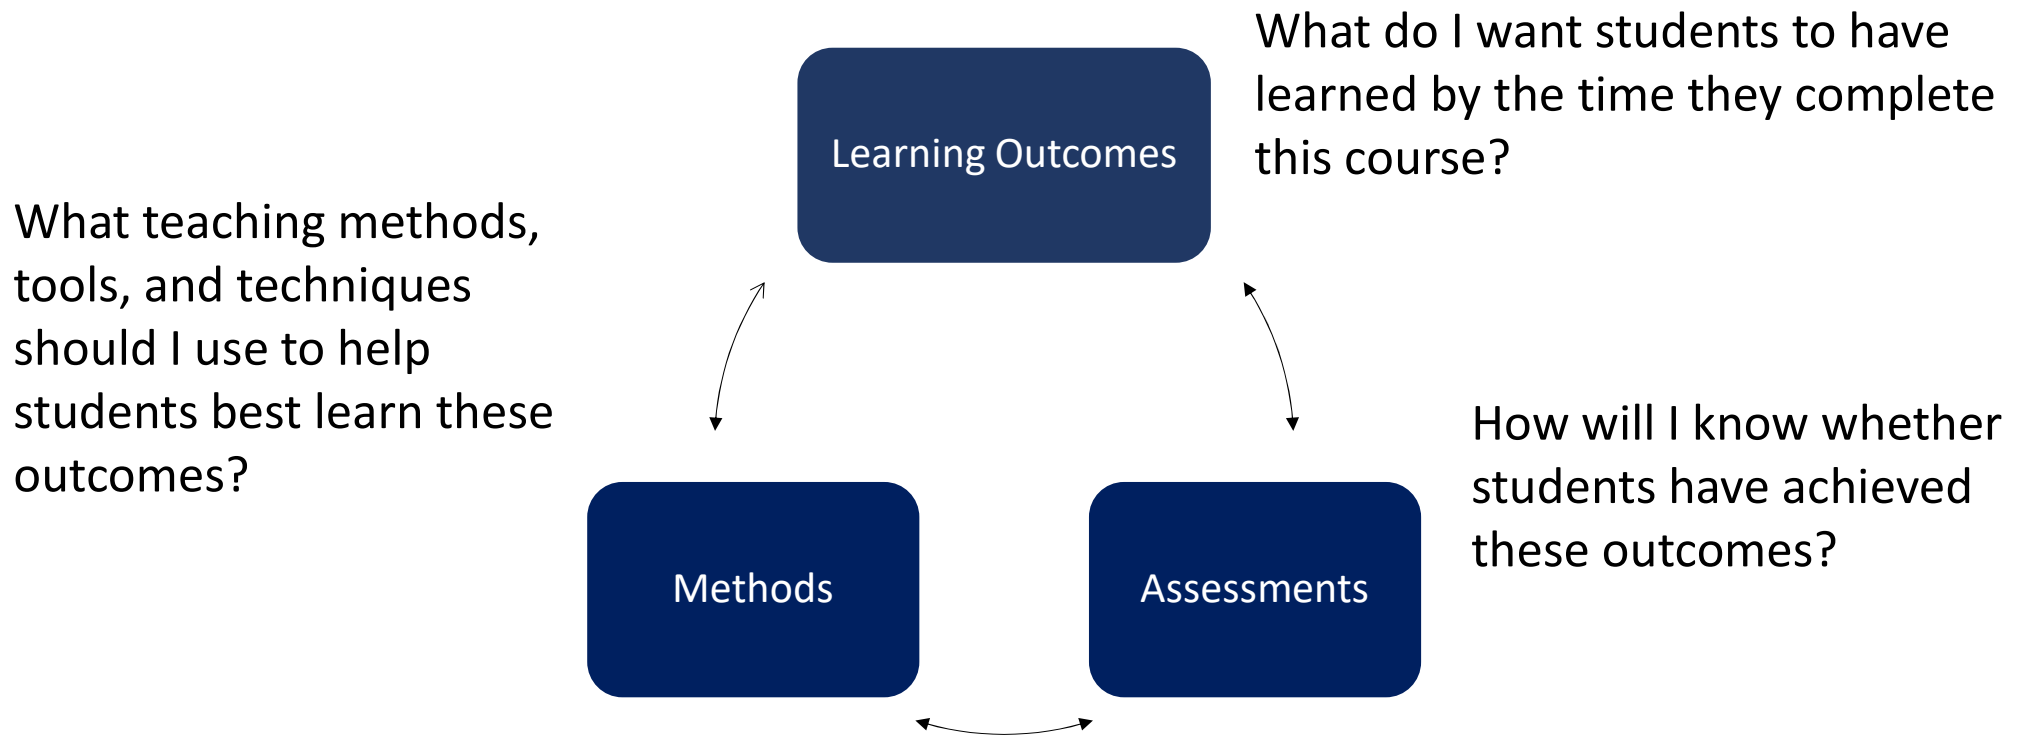 What do I want students to have
learned by the time they complete
this course?
Learning Outcomes
What teaching methods,
tools, and techniques
should I use to help
students best learn these
outcomes?
How will I know whether
students have achieved
these outcomes?
Methods
Assessments